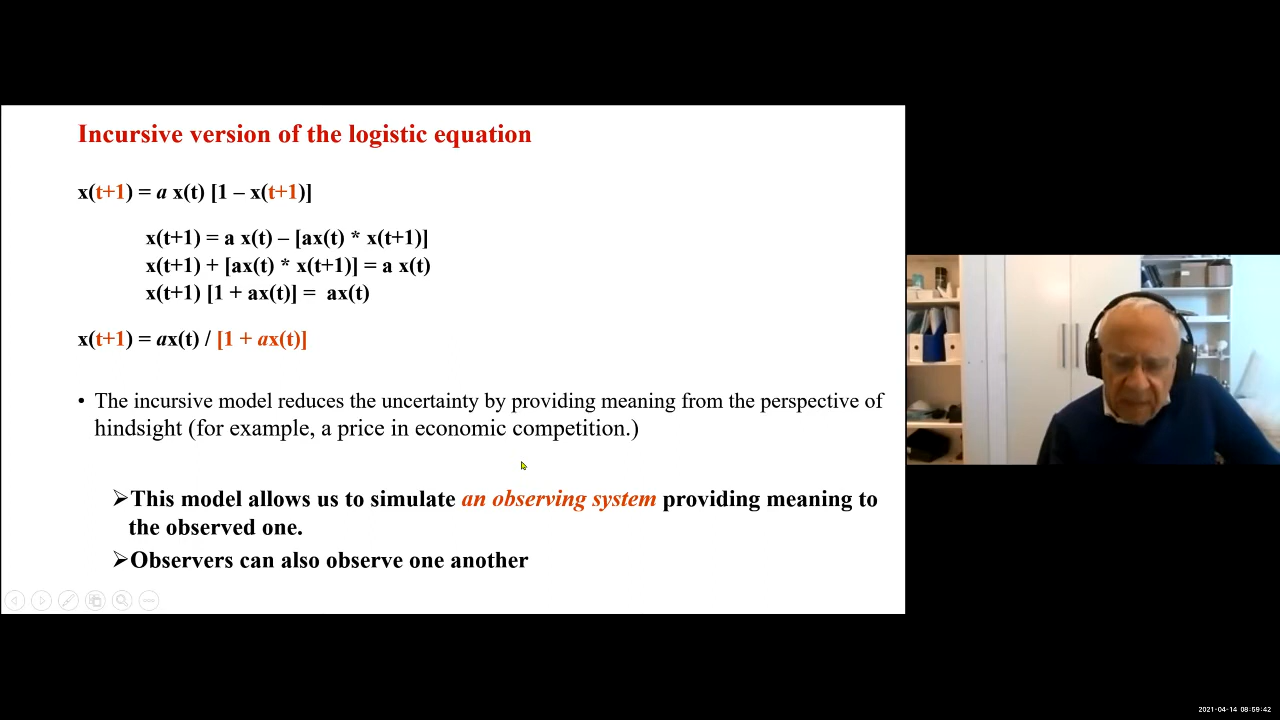 Incursive version of the logistic equation
x(t+1) = a x(t) [1 – x(t+1)]
x(t+1) = a x(t) – [ax(t) * x(t+1)]
x(t+1) + [ax(t) * x(t+1)] = a x(t)
x(t+1) [1 + ax(t)] = ax(t)
x(t+1) = ax(t) / [1 + ax(t)]
• The incursive model reduces the uncertainty by providing meaning from the perspective of
hindsight (for example, a price in economic competition.)
➢This model allows us to simulate an observing system providing meaning to
the observed one.
➢Observers can also observe one another
2021-04-14 08:59:42